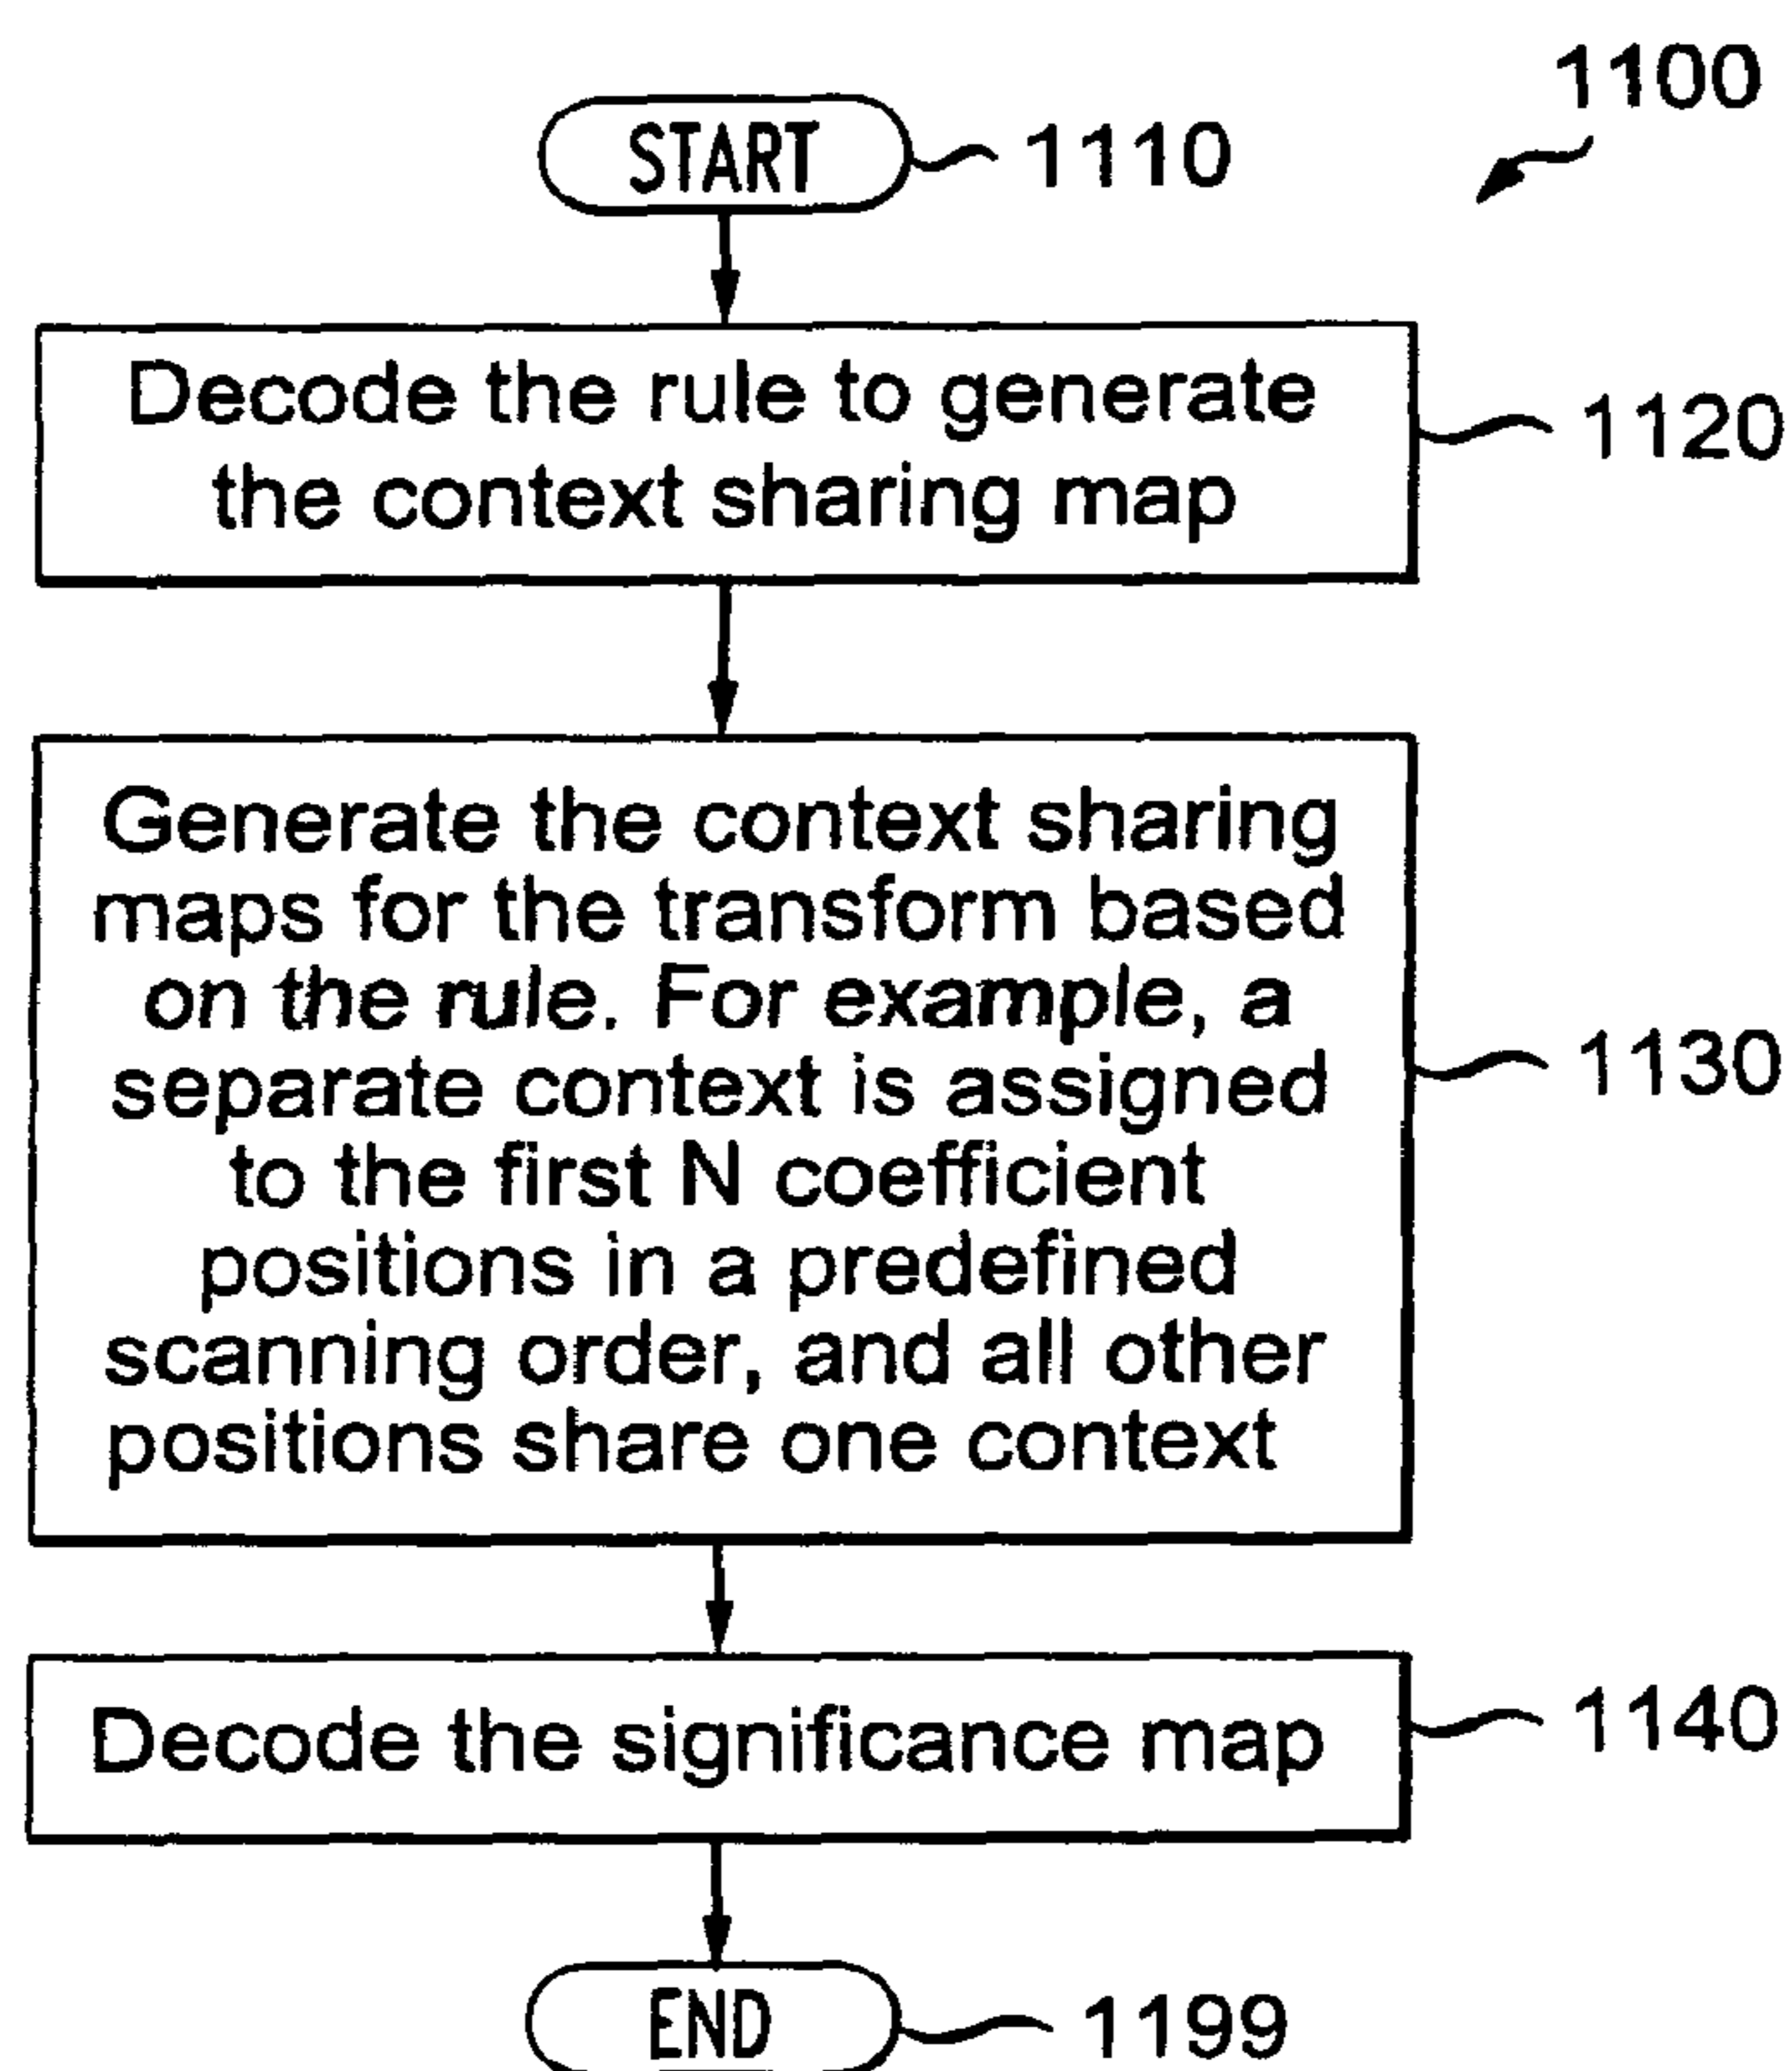 1100
START
1110
Decode the rule to generate
the context sharing map
1120
Generate the context sharing
maps for the transform based
on the rule. For example, a
separate context is assigned
to the first N coefficient
positions in a predefined
scanning order, and all other
positions share one context
1130
Decode the significance map
1140
END
1199